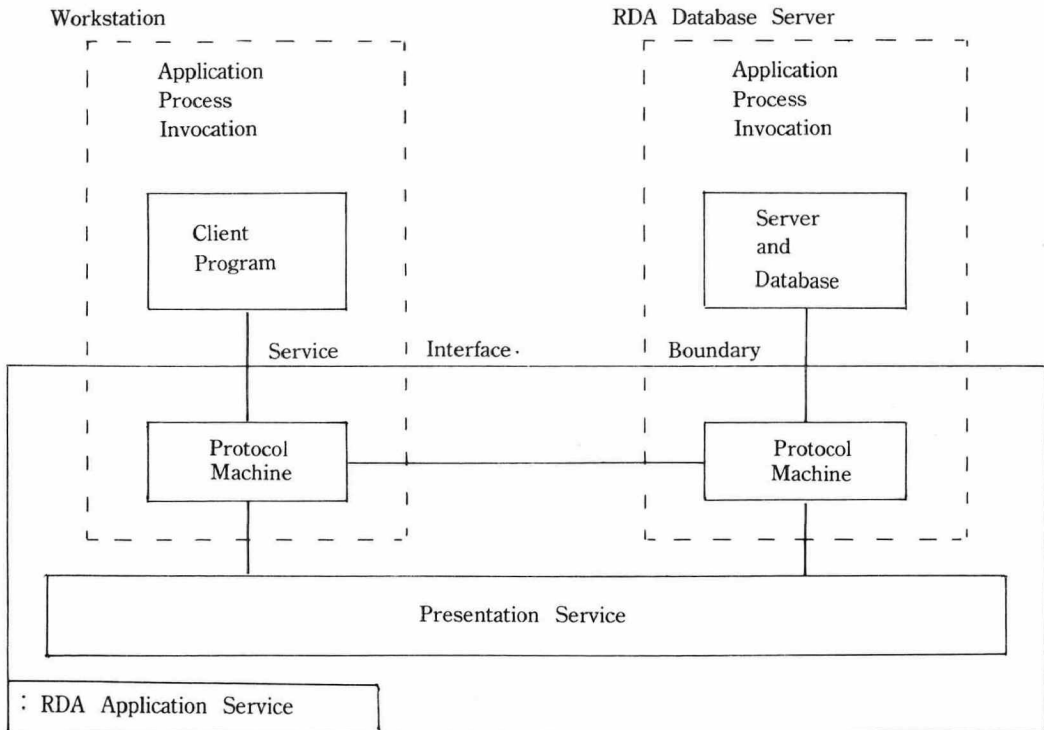 Workstation
RDA Database Server
Application
Process
Invocation
Application
Process
Invocation
Client
Program
Server
and
Database
Service Interface. Boundary
Protocol
Machine
Protocol
Machine
Presentation Service
: RDA Application Service